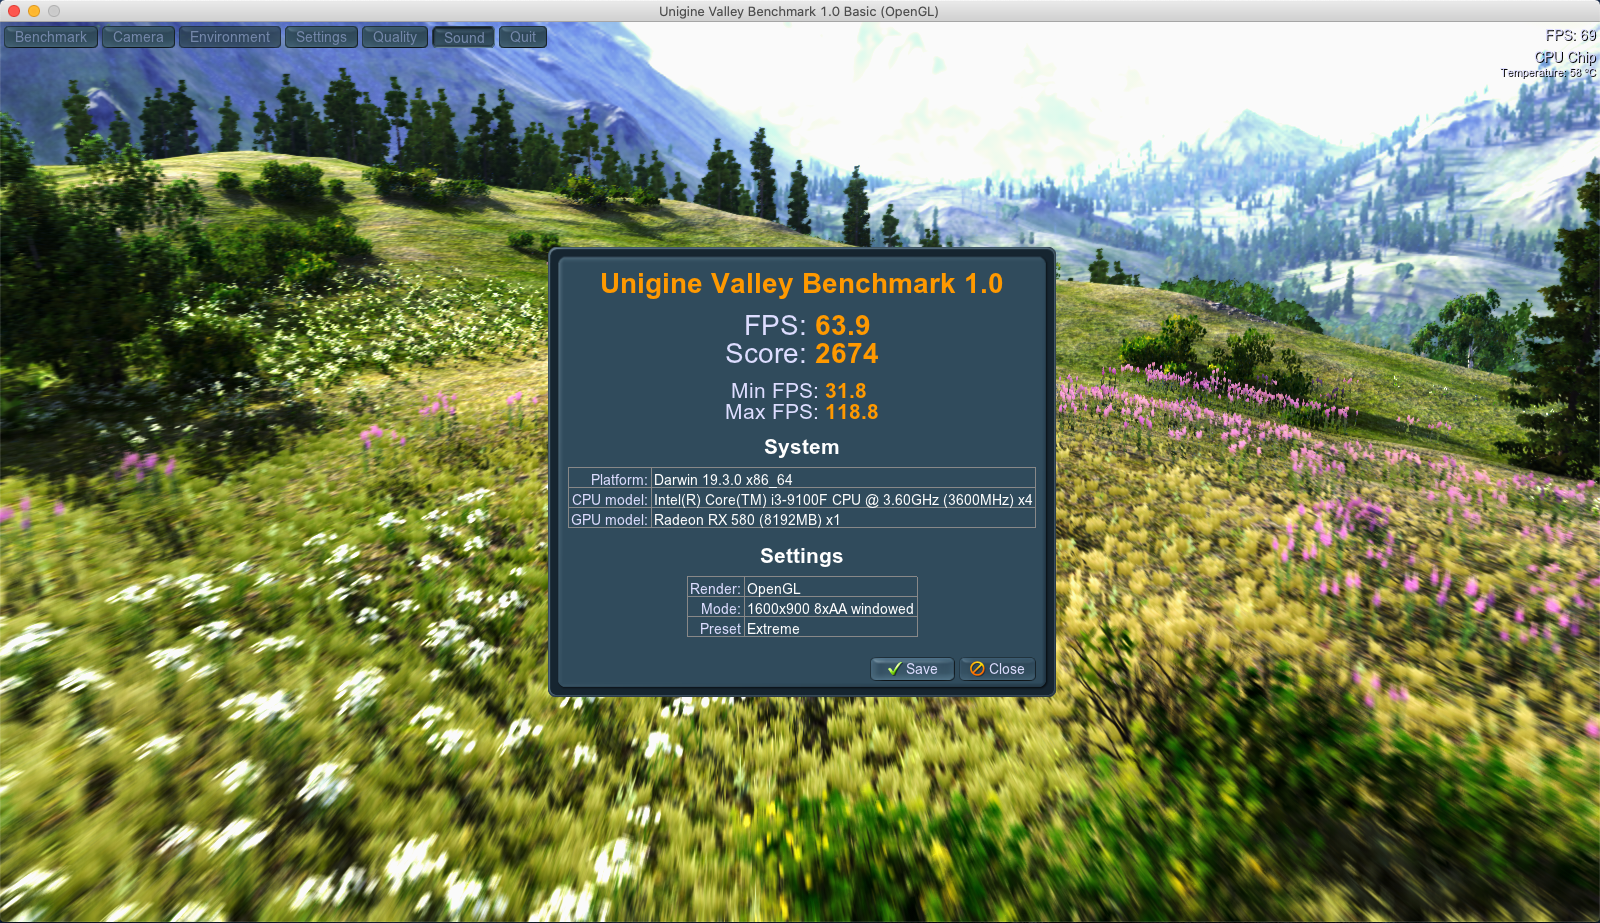 Unigine Valley Benchmark 1.0 Basic (OpenGL)
Benchmark Camera Environment Settings Quality Sound Quit
FPS: 69
CPU Chip
Temperature: 58 °C
Unigine Valley Benchmark 1.0
FPS: 63.9
Score: 2674
Min FPS: 31.8
Max FPS: 118.8
System
Platform: Darwin 19.3.0 x86_64
CPU model: Intel(R) Core(TM) i3-9100F CPU @ 3.60GHz (3600MHz) x4
GPU model: Radeon RX 580 (8192MB) x1
Settings
Render: OpenGL
Mode: 1600x900 8xAA windowed
Preset Extreme
Save Close